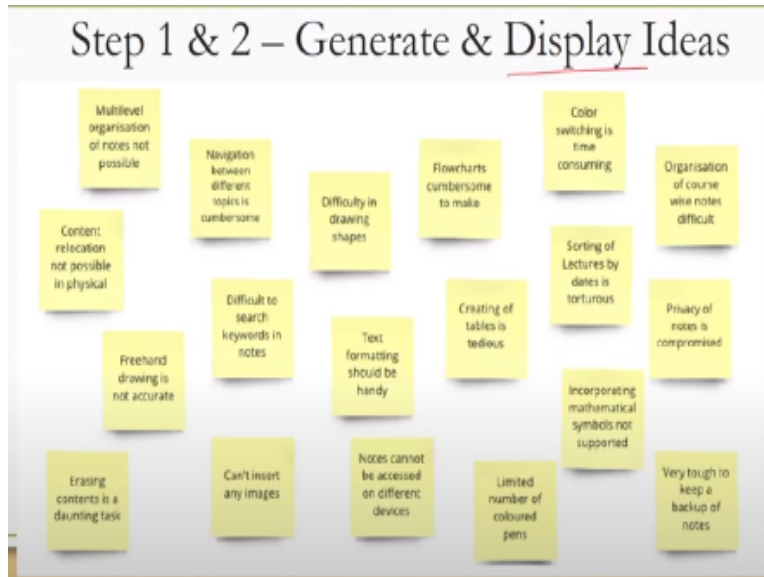 Step 1 & 2 – Generate & Display Ideas
Multilevel
organisation
of notes not
possible
Navigation
between
different
topics is
cumbersome
Difficulty in
drawing
shapes
Flowcharts
cumbersome
to make
Color
switching is
time
consuming
Organisation
of course
wise notes
difficult
Content
relocation
not possible
in physical
Difficult to
search
keywords in
notes
Text
formatting
should be
handy
Creating of
tables is
tedious
Sorting of
Lectures by
dates is
torturous
Privacy of
notes is
compromised
Freehand
drawing is
not accurate
Incorporating
mathematical
symbols not
supported
Erasing
contents is a
daunting task
Can't insert
any images
Notes cannot
be accessed
on different
devices
Limited
number of
coloured
pens
Very tough to
keep a
backup of
notes